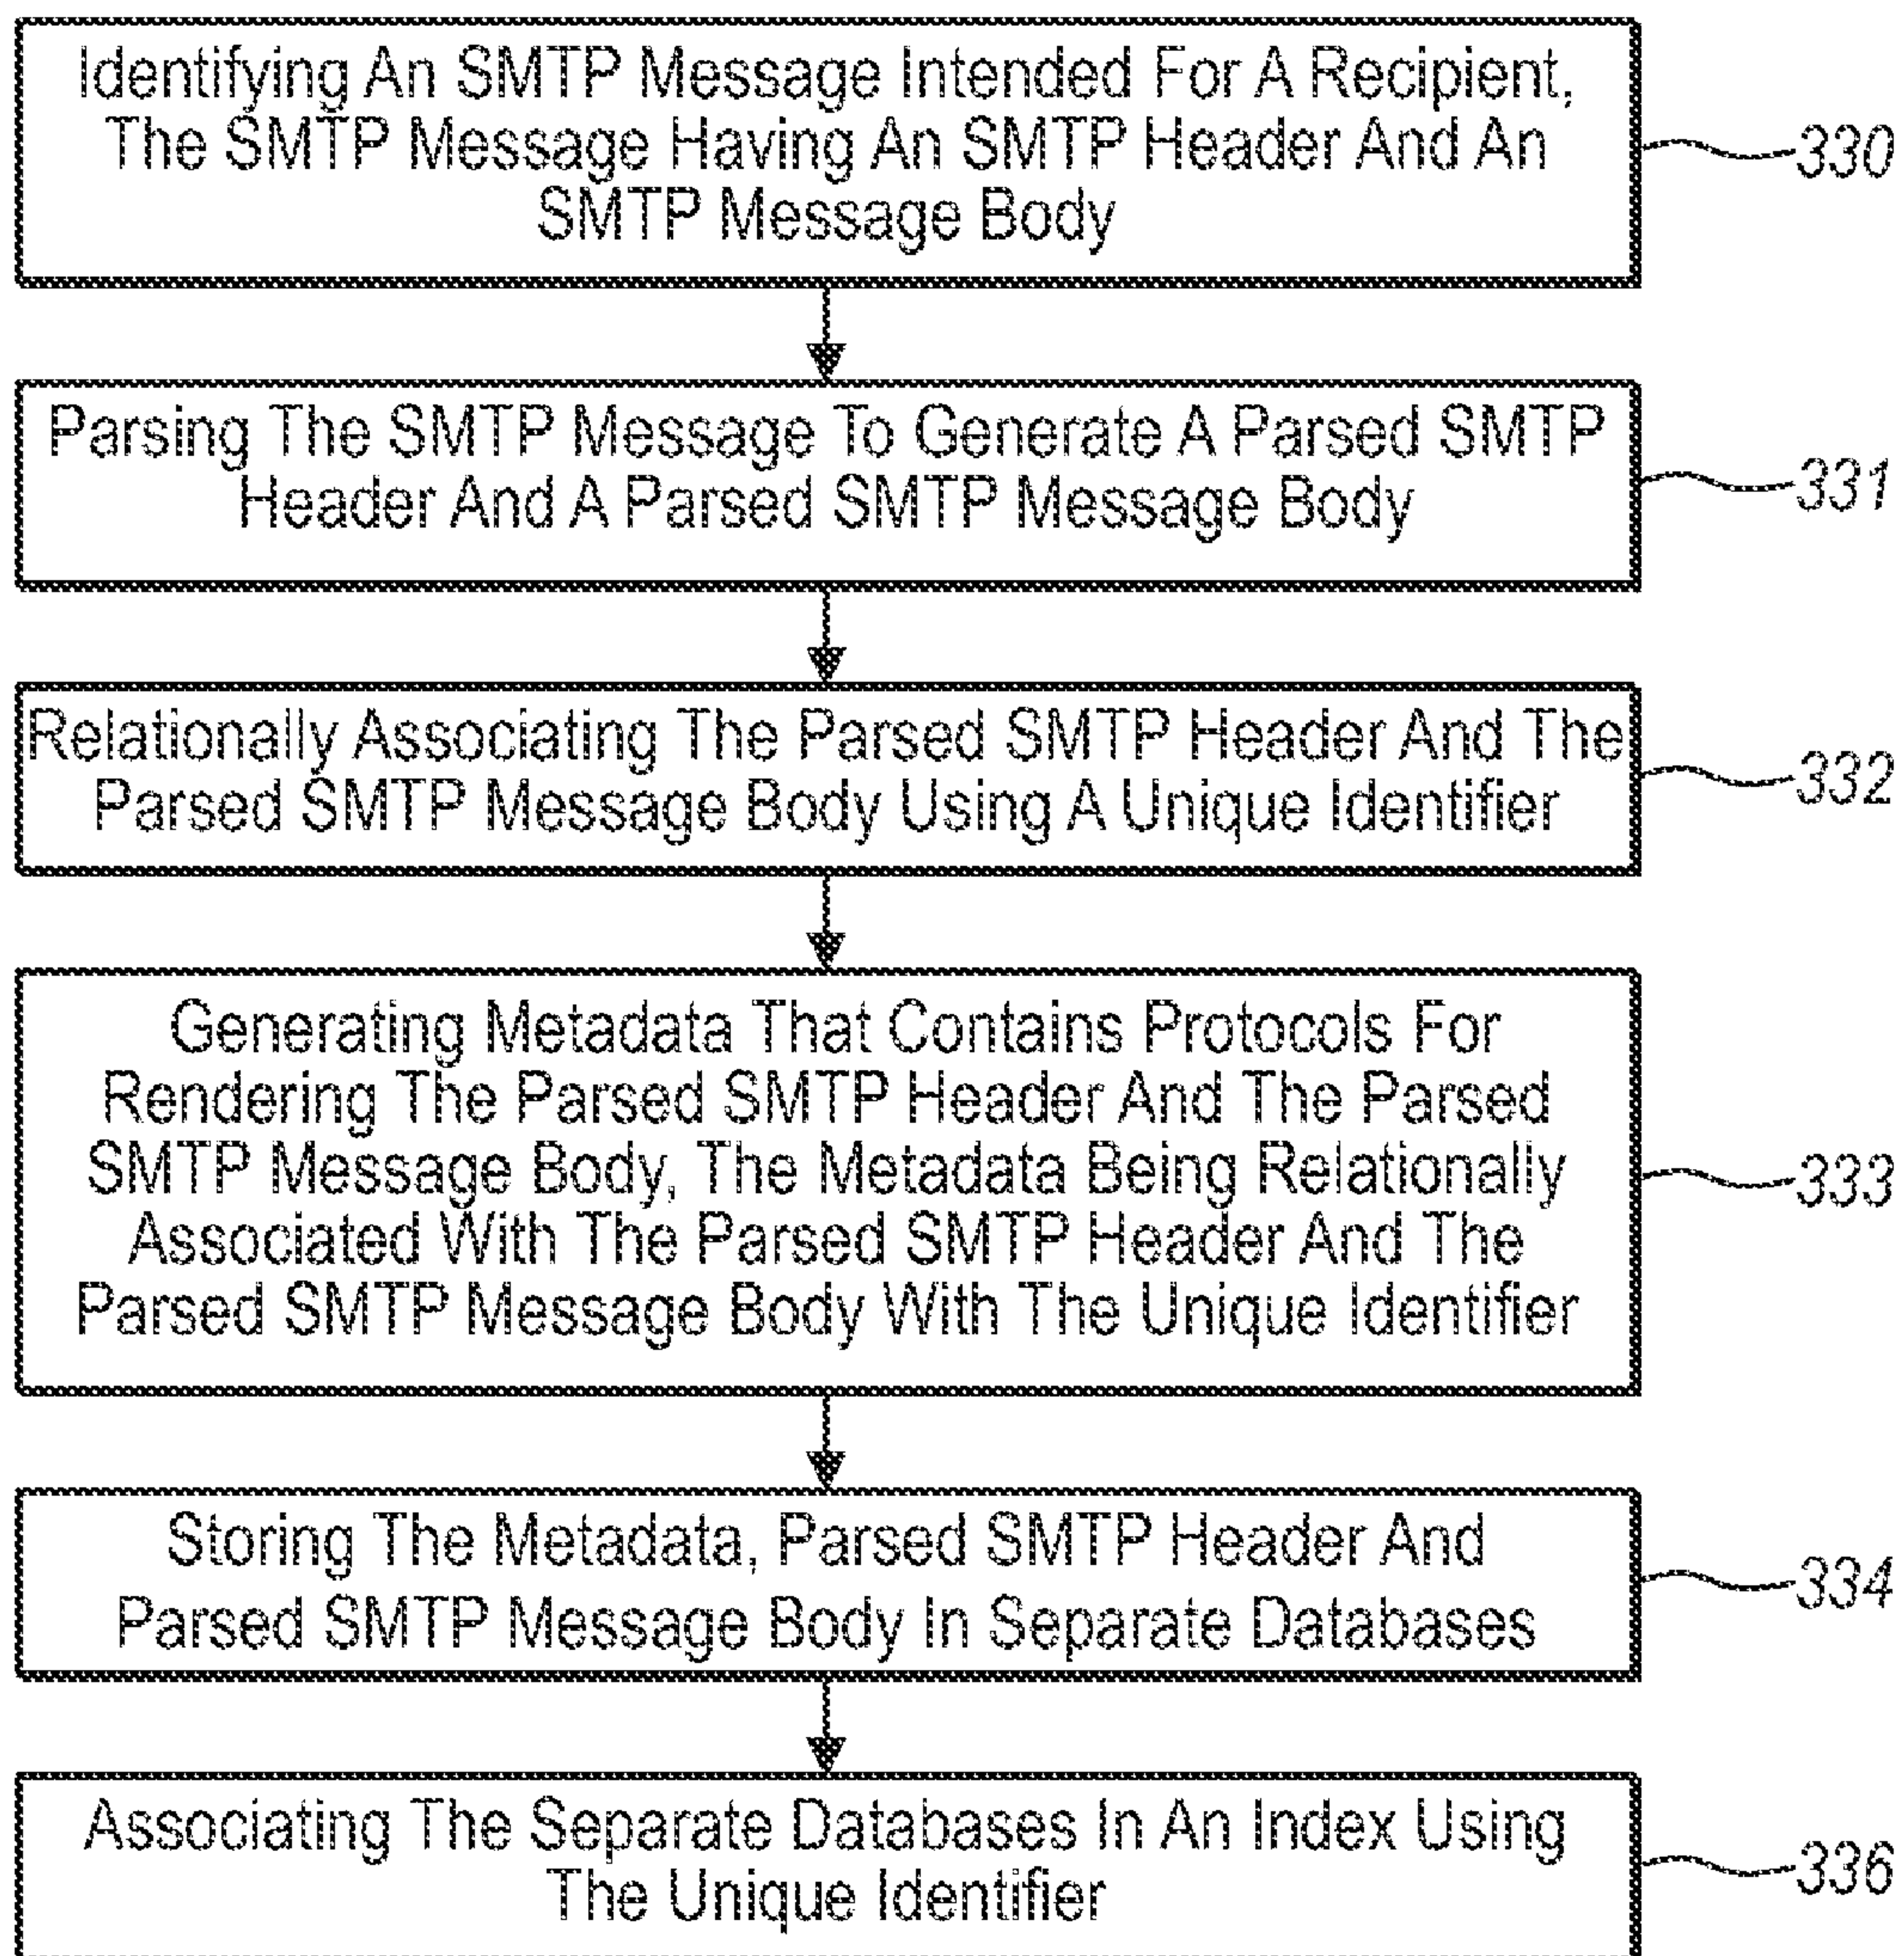 Identifying An SMTP Message Intended For A Recipient,
The SMTP Message Having An SMTP Header And An
SMTP Message Body
330
Parsing The SMTP Message To Generate A Parsed SMTP
Header And A Parsed SMTP Message Body
331
Relationally Associating The Parsed SMTP Header And The
Parsed SMTP Message Body Using A Unique Identifier
332
Generating Metadata That Contains Protocols For
Rendering The Parsed SMTP Header And The Parsed
SMTP Message Body, The Metadata Being Relationally
Associated With The Parsed SMTP Header And The
Parsed SMTP Message Body With The Unique Identifier
333
Storing The Metadata, Parsed SMTP Header And
Parsed SMTP Message Body In Separate Databases
334
Associating The Separate Databases In An Index Using
The Unique Identifier
336